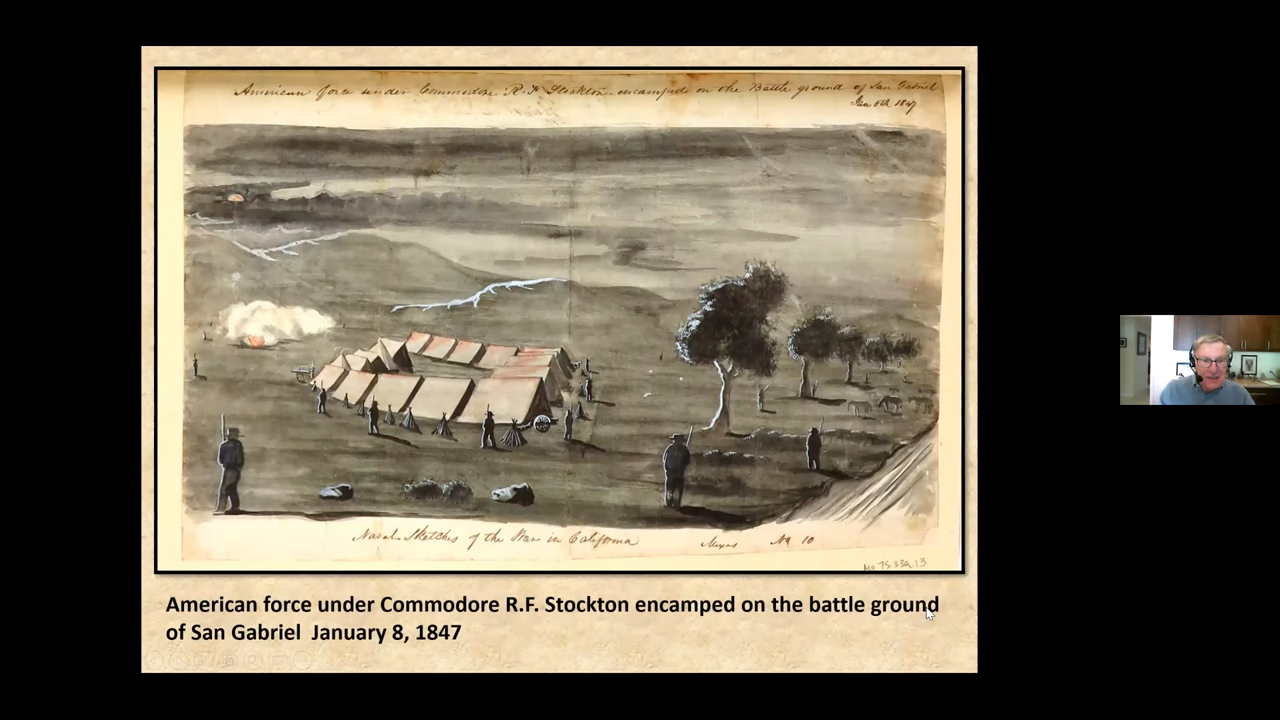 American force under Commodore R. F. Stockton encamped on the Battle ground of San Gabriel
Jan 8th 1847
Naval Sketches of the War in California No 10
American force under Commodore R.F. Stockton encamped on the battle ground
of San Gabriel January 8, 1847